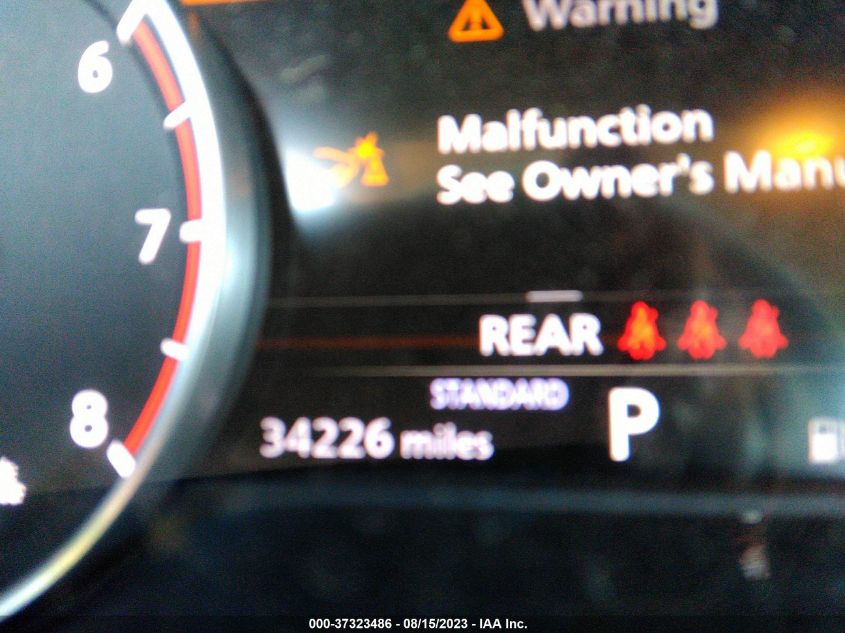 6
7
8
Warning
Malfunction
See Owner's Manu
REAR
STANDARD
P
34226 miles
000-37323486 - 08/15/2023 - IAA Inc.